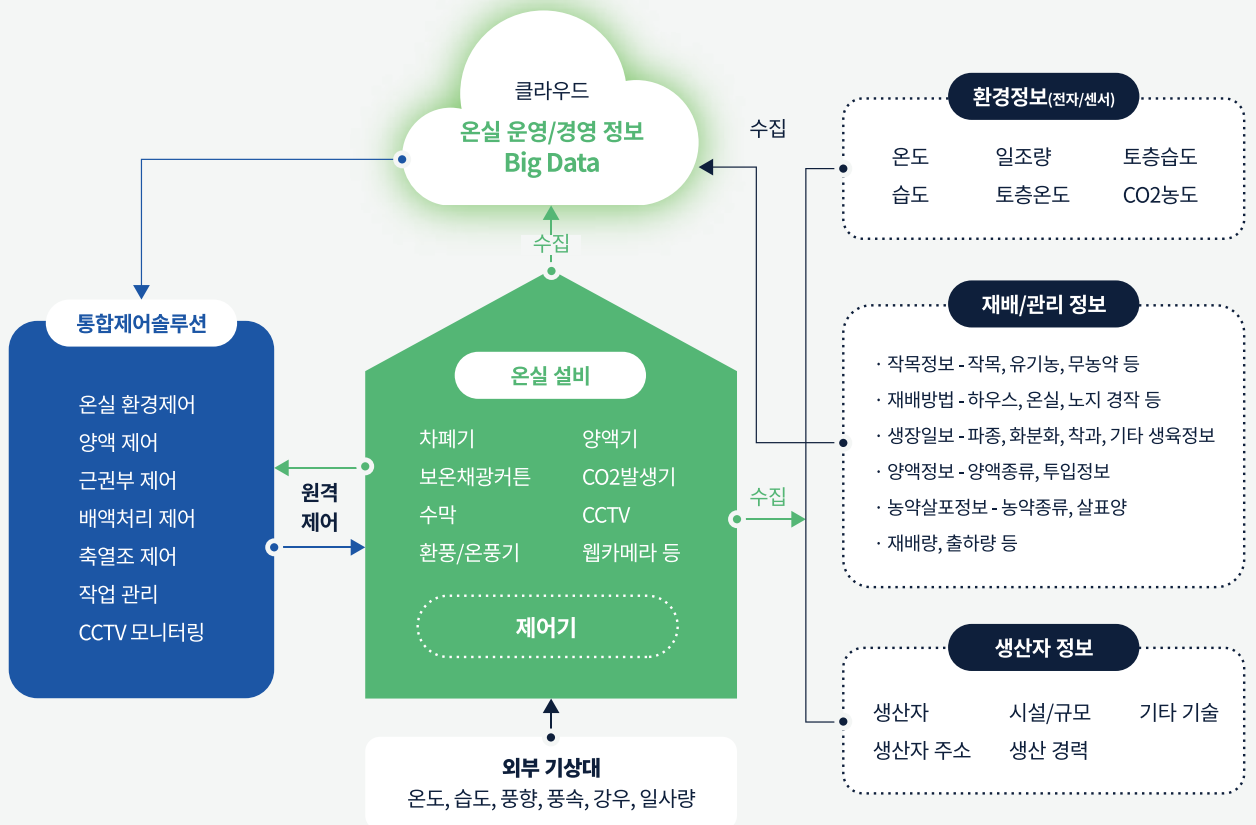 클라우드
온실 운영/경영 정보
Big Data
수집
수집
통합제어솔루션
온실 환경제어
양액 제어
근권부 제어
배액처리 제어
축열조 제어
작업 관리
CCTV 모니터링
원격
제어
온실 설비
차폐기 양액기
보온채광커튼 CO2발생기
수막 CCTV
환풍/온풍기 웹카메라 등
제어기
외부 기상대
온도, 습도, 풍향, 풍속, 강우, 일사량
수집
환경정보(전자/센서)
온도 일조량 토층습도
습도 토층온도 CO2농도
재배/관리 정보
· 작목정보 - 작목, 유기농, 무농약 등
· 재배방법 - 하우스, 온실, 노지 경작 등
· 생장일보 - 파종, 화분화, 착과, 기타 생육정보
· 양액정보 - 양액종류, 투입정보
· 농약살포정보 - 농약종류, 살표양
· 재배량, 출하량 등
생산자 정보
생산자 시설/규모 기타 기술
생산자 주소 생산 경력